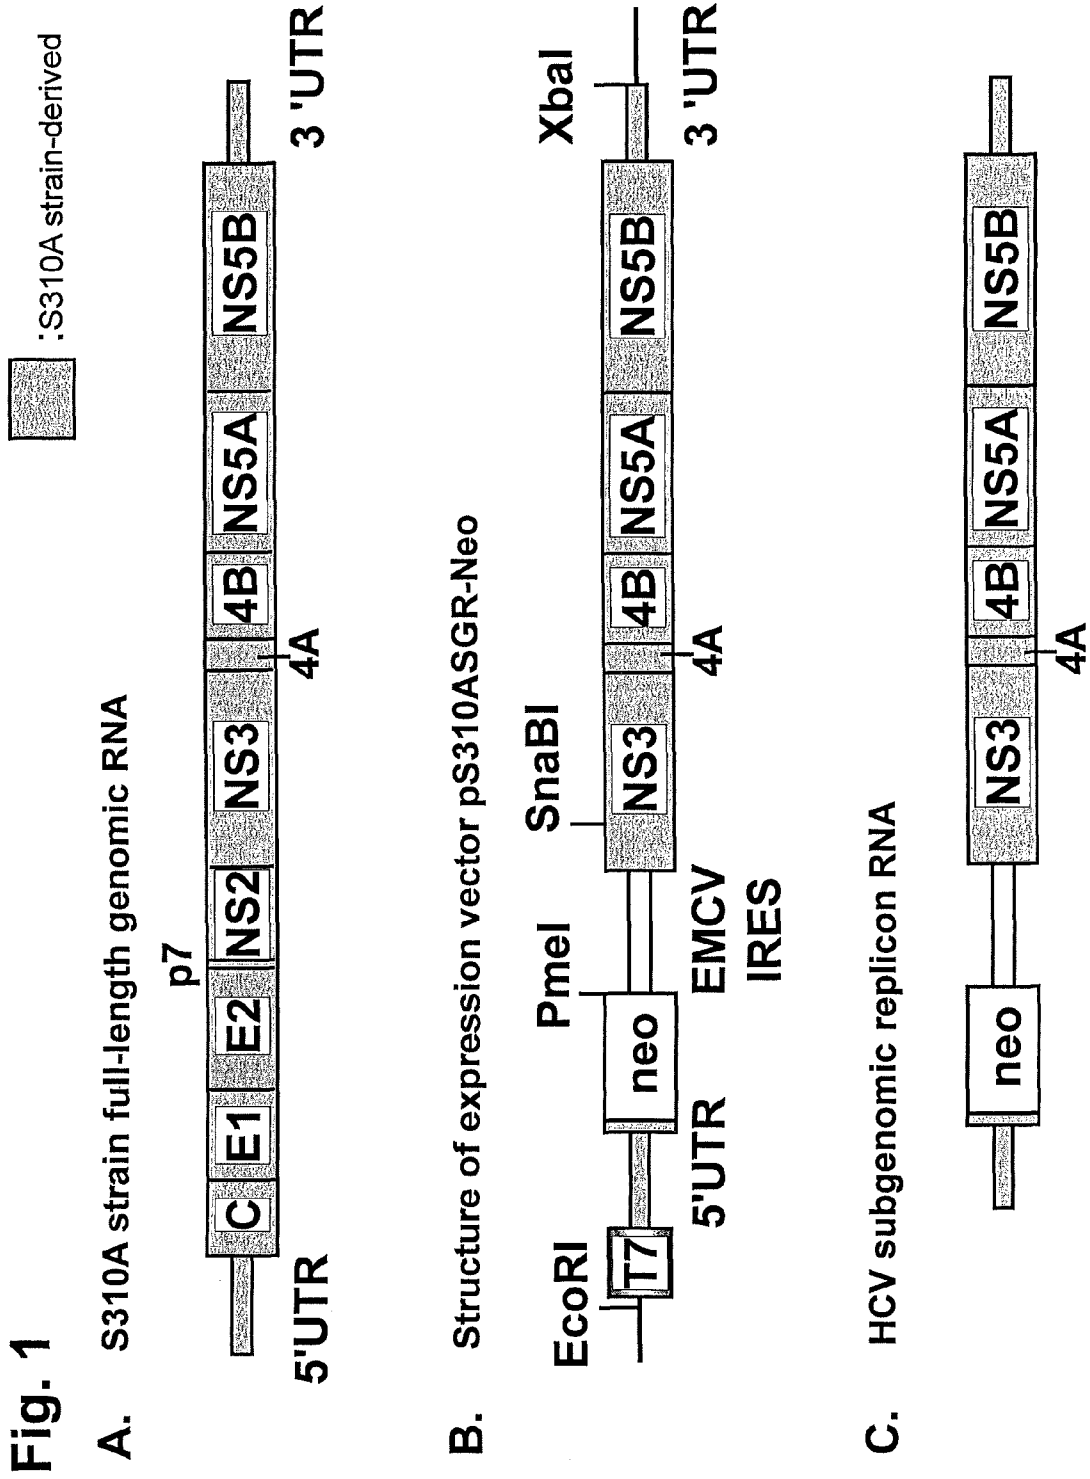 Fig. 1
:S310A strain-derived
A. S310A strain full-length genomic RNA
p7
C E1 E2 NS2 NS3 4B NS5A NS5B
5'UTR 4A 3 'UTR
B. Structure of expression vector pS310ASGR-Neo
EcoRI PmeI SnaBI XbaI
T7 neo NS3 4B NS5A NS5B
5'UTR EMCV 4A 3 'UTR
IRES
C. HCV subgenomic replicon RNA
neo NS3 4B NS5A NS5B
4A